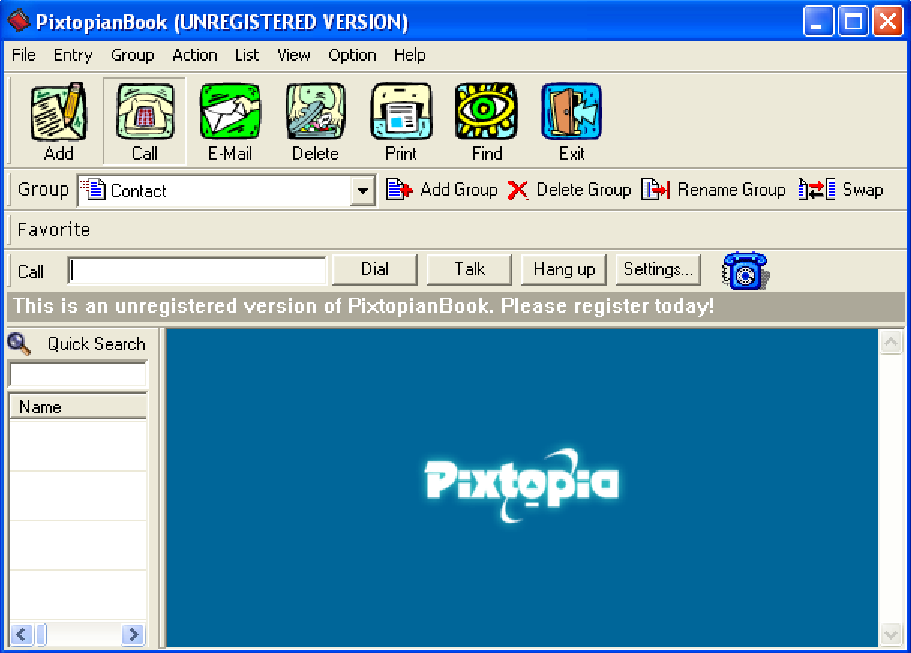 PixtopianBook (UNREGISTERED VERSION)
File Entry Group Action List View Option Help
Add Call E-Mail Delete Print Find Exit
Group Contact Add Group Delete Group Rename Group Swap
Favorite
Call Dial Talk Hang up Settings...
This is an unregistered version of PixtopianBook. Please register today!
Quick Search
Name
Pixtopia